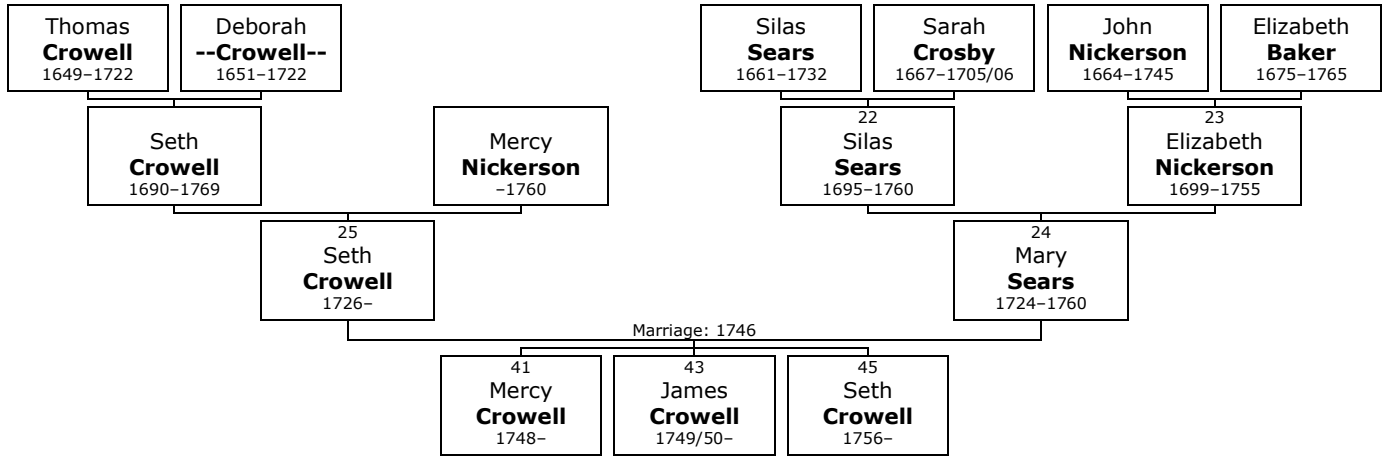 Thomas
Crowell
1649–1722
Deborah
--Crowell--
1651–1722
Silas
Sears
1661–1732
Sarah
Crosby
1667–1705/06
John
Nickerson
1664–1745
Elizabeth
Baker
1675–1765
Seth
Crowell
1690–1769
Mercy
Nickerson
–1760
22
Silas
Sears
1695–1760
23
Elizabeth
Nickerson
1699–1755
25
Seth
Crowell
1726–
24
Mary
Sears
1724–1760
Marriage: 1746
41
Mercy
Crowell
1748–
43
James
Crowell
1749/50–
45
Seth
Crowell
1756–